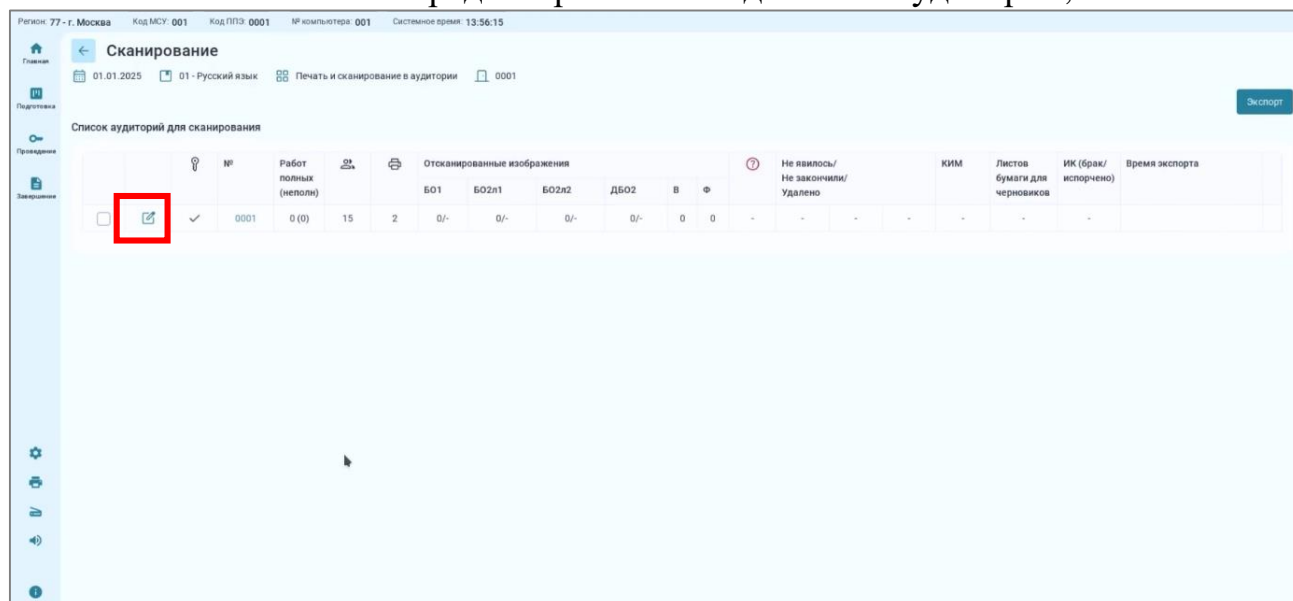 Регион: 77 - г. Москва Код МСУ: 001 Код ППЭ: 0001 № компьютера: 001 Системное время: 13:56:15
Главная
Подготовка
Проведение
Завершение
Сканирование
01.01.2025 01 - Русский язык Печать и сканирование в аудитории 0001
Экспорт
Список аудиторий для сканирования
№ Работ полных (неполн) Отсканированные изображения Не явилось/ Не закончили/ Удалено КИМ Листов бумаги для черновиков ИК (брак/ испорчено) Время экспорта
БО1 БО2л1 БО2л2 ДБО2 В Ф
0001 0 (0) 15 2 0/- 0/- 0/- 0/- 0 0 - - - - - - -